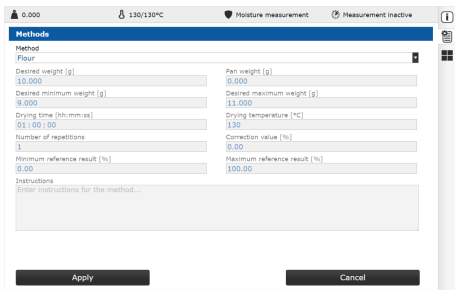 0.000 130/130°C Moisture measurement Measurement inactive
Methods
Method
Flour
Desired weight [g] Pan weight [g]
10.000 0.000
Desired minimum weight [g] Desired maximum weight [g]
9.000 11.000
Drying time [hh:mm:ss] Drying temperature [°C]
01:00:00 130
Number of repetitions Correction value [%]
1 0.00
Minimum reference result [%] Maximum reference result [%]
0.00 100.00
Instructions
Enter instructions for the method...
Apply Cancel